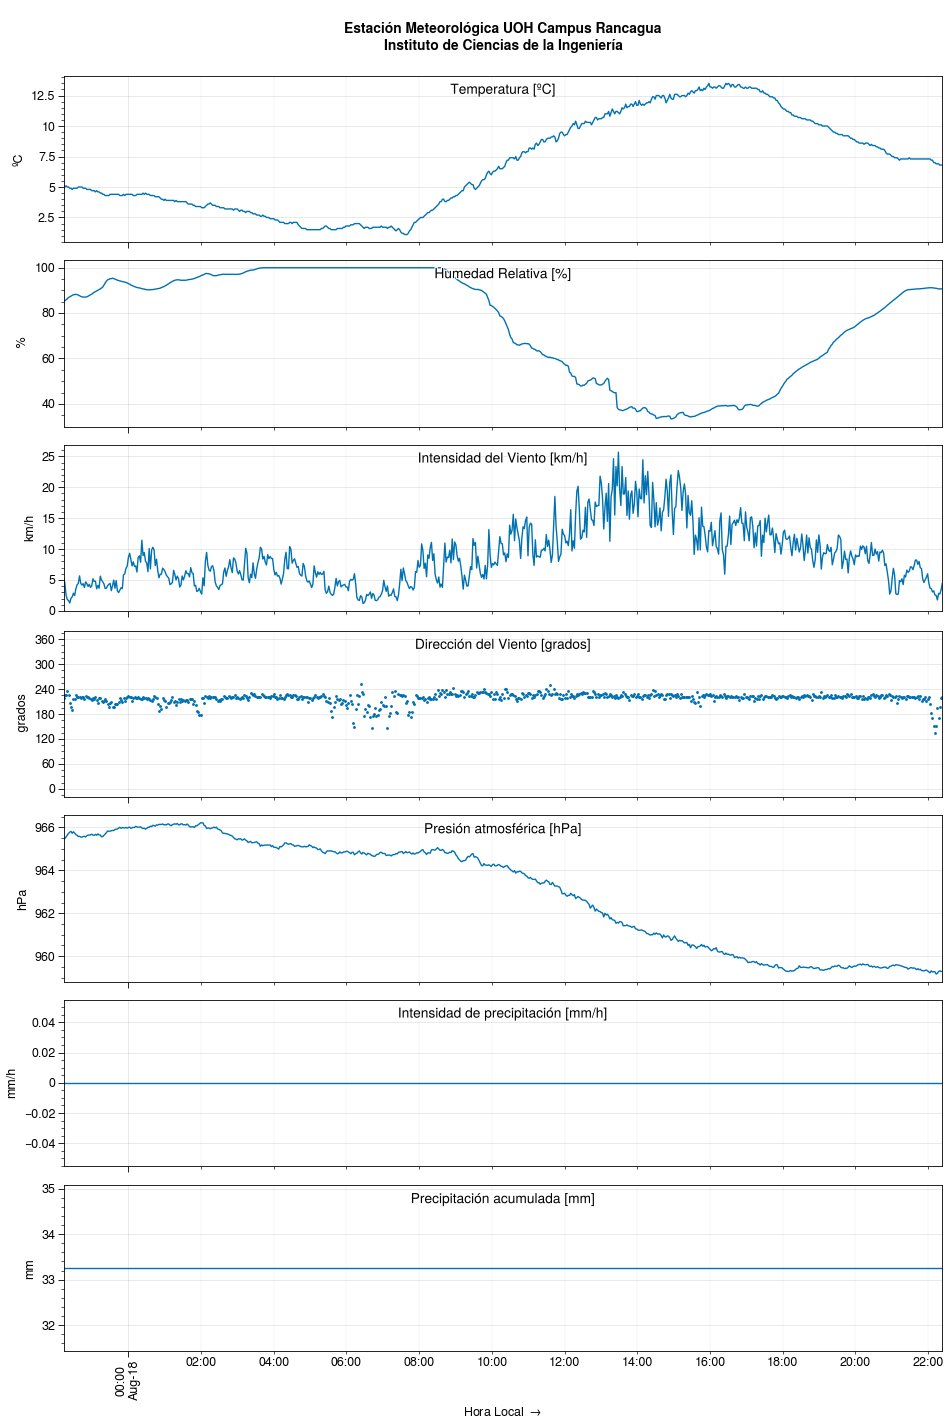 Estación Meteorológica UOH Campus Rancagua
Instituto de Ciencias de la Ingeniería
Temperatura [ºC]
ºC
12.5
10
7.5
5
2.5
Humedad Relativa [%]
%
100
80
60
40
Intensidad del Viento [km/h]
km/h
25
20
15
10
5
0
Dirección del Viento [grados]
grados
360
300
240
180
120
60
0
Presión atmosférica [hPa]
hPa
966
964
962
960
Intensidad de precipitación [mm/h]
mm/h
0.04
0.02
0
−0.02
−0.04
Precipitación acumulada [mm]
mm
35
34
33
32
00:00
Aug-18
02:00
04:00
06:00
08:00
10:00
12:00
14:00
16:00
18:00
20:00
22:00
Hora Local →